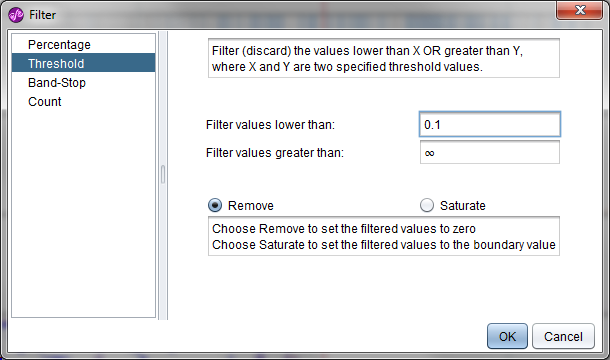 Filter
Percentage
Threshold
Band-Stop
Count
Filter (discard) the values lower than X OR greater than Y,
where X and Y are two specified threshold values.
Filter values lower than:
0.1
Filter values greater than:
∞
Remove
Saturate
Choose Remove to set the filtered values to zero
Choose Saturate to set the filtered values to the boundary value
OK
Cancel